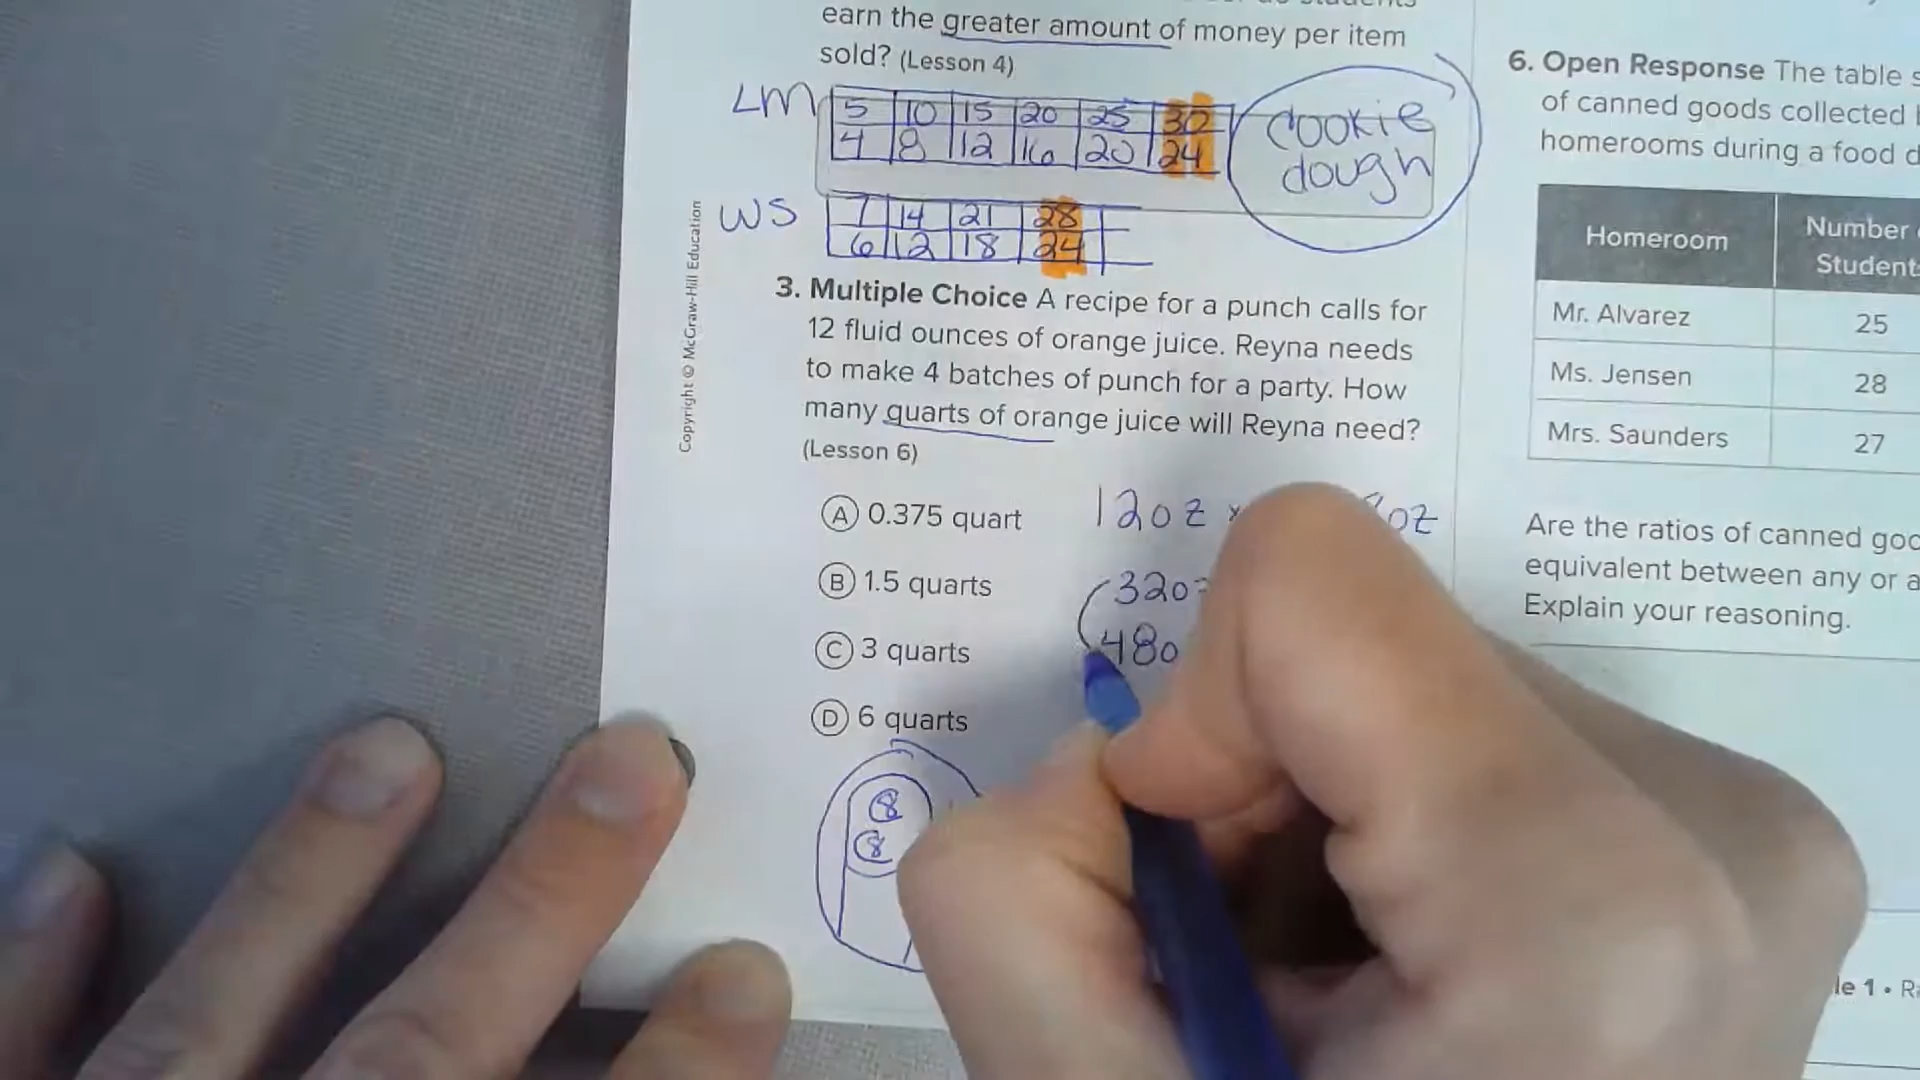 earn the greater amount of money per item
sold? (Lesson 4)
LM 5 10 15 20 25 30
4 8 12 16 20 24
cookie
dough
WS 7 14 21 28
6 12 18 24
Copyright © McGraw-Hill Education
3. Multiple Choice A recipe for a punch calls for
12 fluid ounces of orange juice. Reyna needs
to make 4 batches of punch for a party. How
many quarts of orange juice will Reyna need?
(Lesson 6)
A 0.375 quart
B 1.5 quarts
C 3 quarts
D 6 quarts
12oz
oz
32o
48o
8
8
6. Open Response The table
of canned goods collected
homerooms during a food
Homeroom Number
Student
Mr. Alvarez 25
Ms. Jensen 28
Mrs. Saunders 27
Are the ratios of canned
equivalent between any or
Explain your reasoning.
1 •